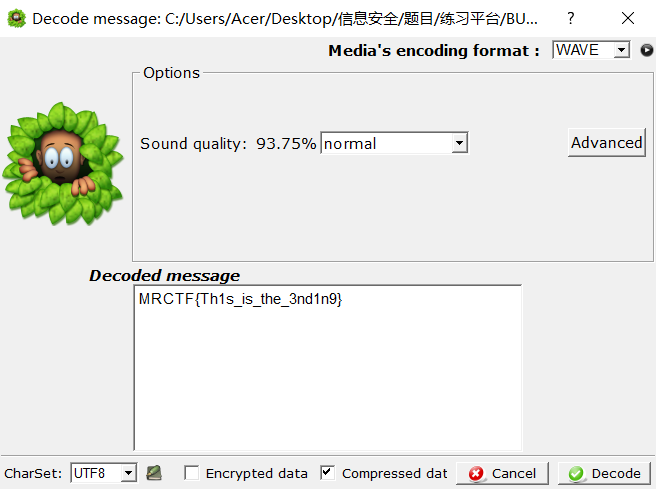 Decode message: C:/Users/Acer/Desktop/信息安全/题目/练习平台/BU...
Media's encoding format : WAVE
Options
Sound quality: 93.75% normal Advanced
Decoded message
MRCTF{Th1s_is_the_3nd1n9}
CharSet: UTF8 Encrypted data Compressed dat Cancel Decode